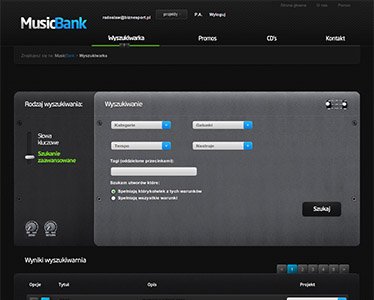 Strona główna O nas Pomoc
MusicBank
radoslaw@biznesport.pl projekty P.A. Wyloguj
Wyszukiwarka Promos CD's Kontakt
Znajdujesz się na: MusicBank › Wyszukiwarka
Rodzaj wyszukiwania:
Słowa
kluczowe
Szukanie
zaawansowane
Wyszukiwanie
Kategorie Gatunki
Tempo Nastroje
Tagi (oddzielone przecinkami)
Szukam utworów które:
Spełniają którykolwiek z tych warunków
Spełniają wszystkie warunki
Szukaj
Wyniki wyszukiwarnia
« 1 2 3 4 5 »
Opcje Tytuł Opis Projekt